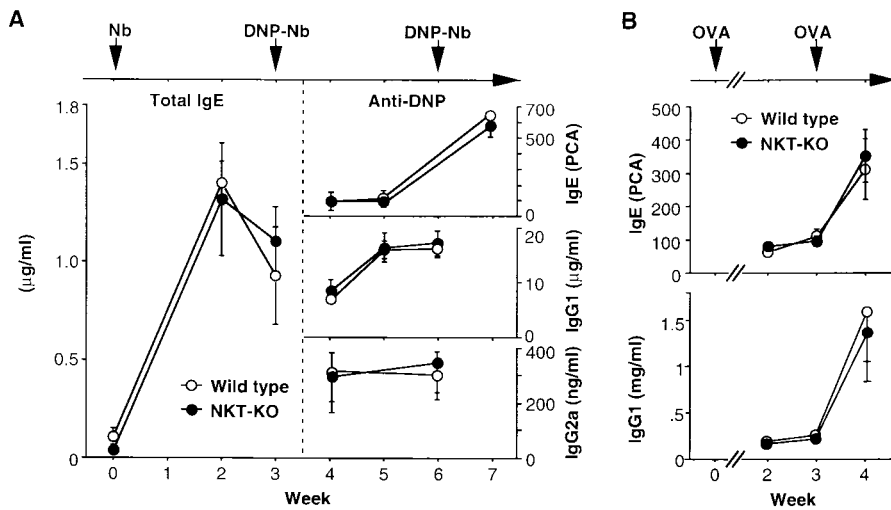 A
Nb
DNP-Nb
DNP-Nb
Total IgE
Anti-DNP
1.8
1.5
1.0
0.5
0
(µg/ml)
Wild type
NKT-KO
700
500
0
IgE (PCA)
20
10
0
IgG1 (µg/ml)
400
200
0
IgG2a (ng/ml)
0 1 2 3 4 5 6 7
Week
B
OVA
OVA
500
400
300
200
100
0
IgE (PCA)
Wild type
NKT-KO
1.5
1
.5
0
IgG1 (mg/ml)
0 2 3 4
Week